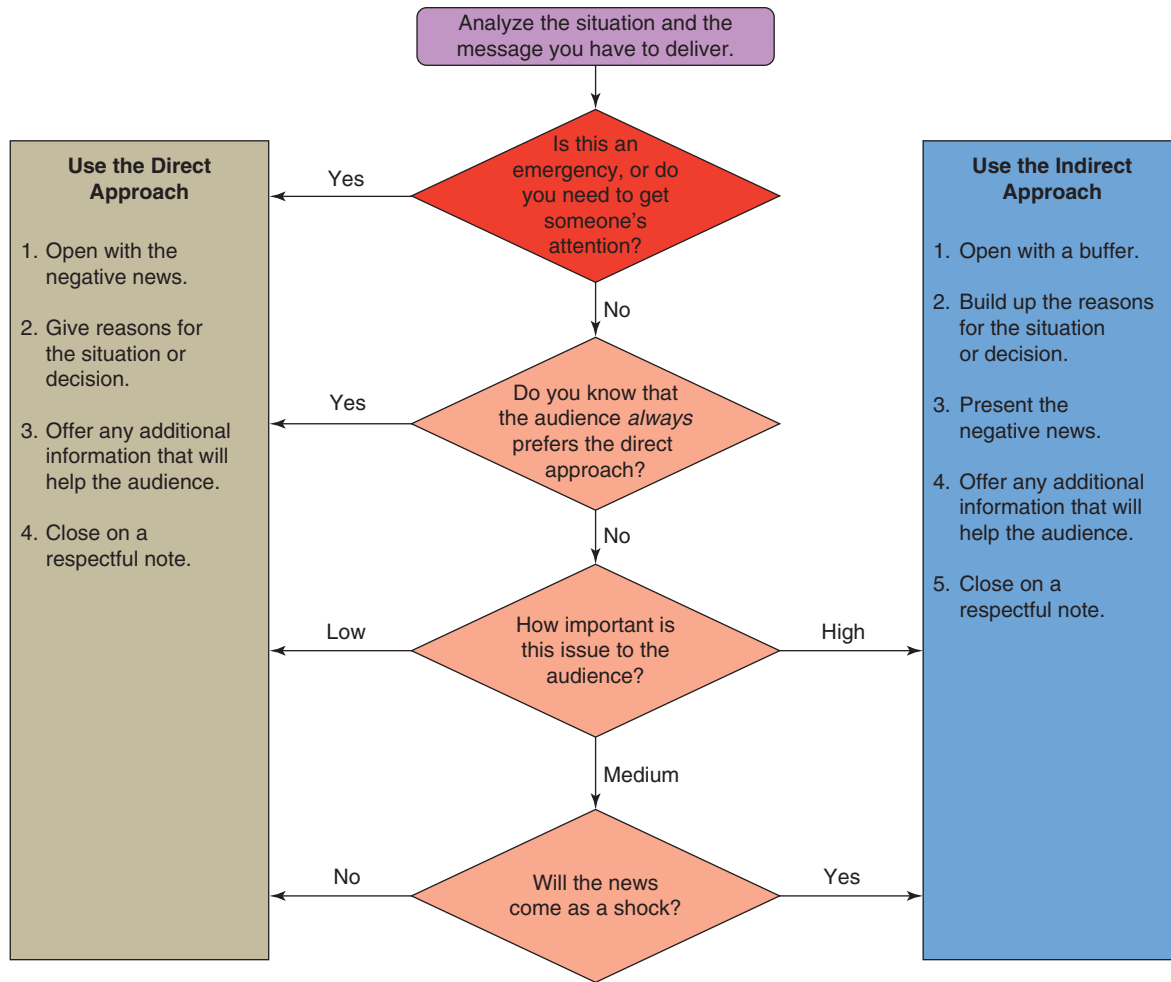 Analyze the situation and the
message you have to deliver.
Is this an
emergency, or do
you need to get
someone's
attention?
Yes
No
Use the Direct
Approach
1. Open with the
negative news.
2. Give reasons for
the situation or
decision.
3. Offer any additional
information that will
help the audience.
4. Close on a
respectful note.
Do you know that
the audience always
prefers the direct
approach?
Yes
No
How important is
this issue to the
audience?
Low
High
Medium
Will the news
come as a shock?
No
Yes
Use the Indirect
Approach
1. Open with a buffer.
2. Build up the reasons
for the situation
or decision.
3. Present the
negative news.
4. Offer any additional
information that will
help the audience.
5. Close on a
respectful note.